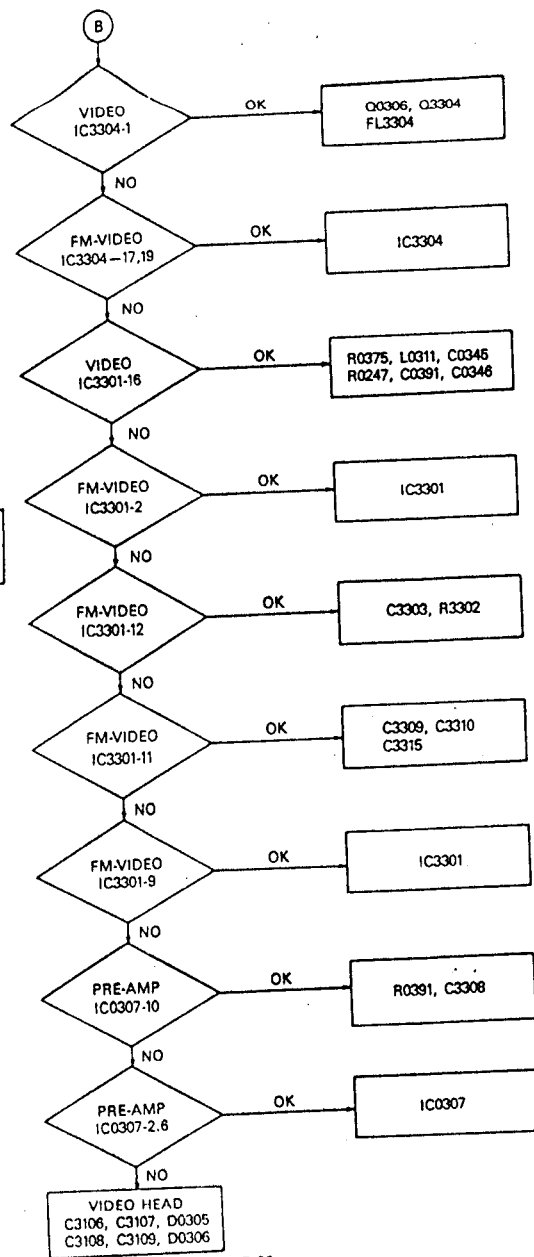 B
VIDEO
IC3304-1
OK
Q0306, Q3304
FL3304
NO
FM-VIDEO
IC3304-17,19
OK
IC3304
NO
VIDEO
IC3301-16
OK
R0375, L0311, C0345
R0247, C0391, C0346
NO
FM-VIDEO
IC3301-2
OK
IC3301
NO
FM-VIDEO
IC3301-12
OK
C3303, R3302
NO
FM-VIDEO
IC3301-11
OK
C3309, C3310
C3315
NO
FM-VIDEO
IC3301-9
OK
IC3301
NO
PRE-AMP
IC0307-10
OK
R0391, C3308
NO
PRE-AMP
IC0307-2.6
OK
IC0307
NO
VIDEO HEAD
C3106, C3107, D0305
C3108, C3109, D0306